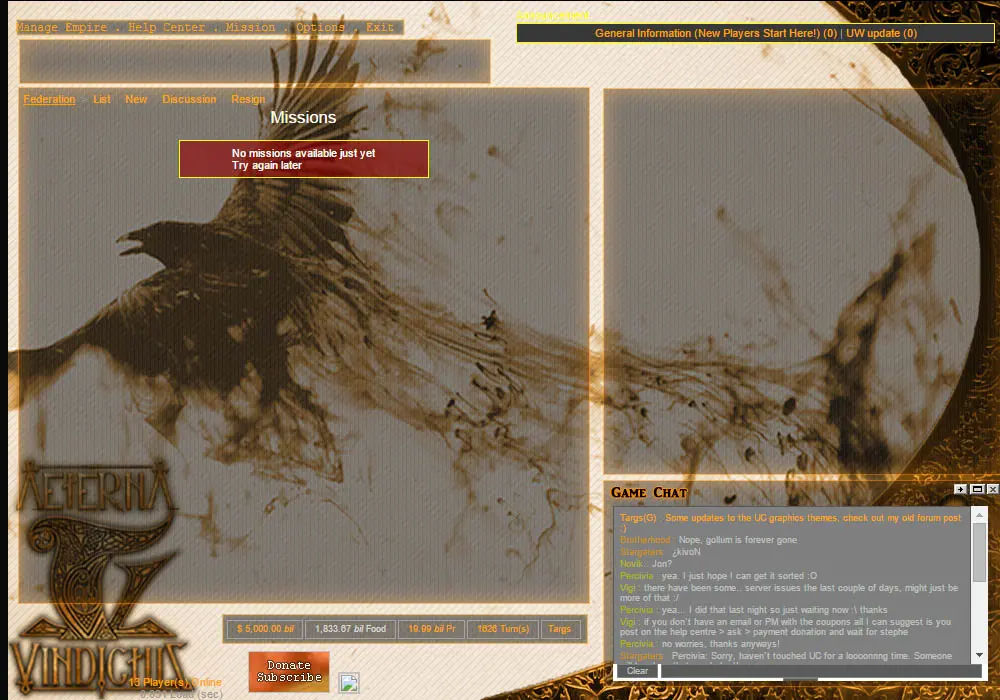 Manage Empire . Help Center . Mission . Options . Exit
General Information (New Players Start Here!) (0) | UW update (0)
Federation List New Discussion Resign
Missions
No missions available just yet
Try again later
AETERNA
VINDICHIS
13 Player(s) Online
Load (sec)
$ 5,000.00 bil 1,833.67 bil Food 19.99 bil Pr 1626 Turn(s) Targs
Donate
Subscribe
GAME CHAT
Targs(G) : Some updates to the UC graphics themes, check out my old forum post
:)
Brotherhood : Nope, gollum is forever gone
Stargaters : ¿kivoN
Novik : Jon?
Percivia : yea. I just hope I can get it sorted :O
Vigi : there have been some.. server issues the last couple of days, might just be
more of that :/
Percivia : yea... I did that last night so just waiting now :\ thanks
Vigi : if you don't have an email or PM with the coupons all I can suggest is you
post on the help centre > ask > payment donation and wait for stephe
Percivia : no worries, thanks anyways!
Stargaters : Percivia: Sorry, haven't touched UC for a loooonnng time. Someone
Clear